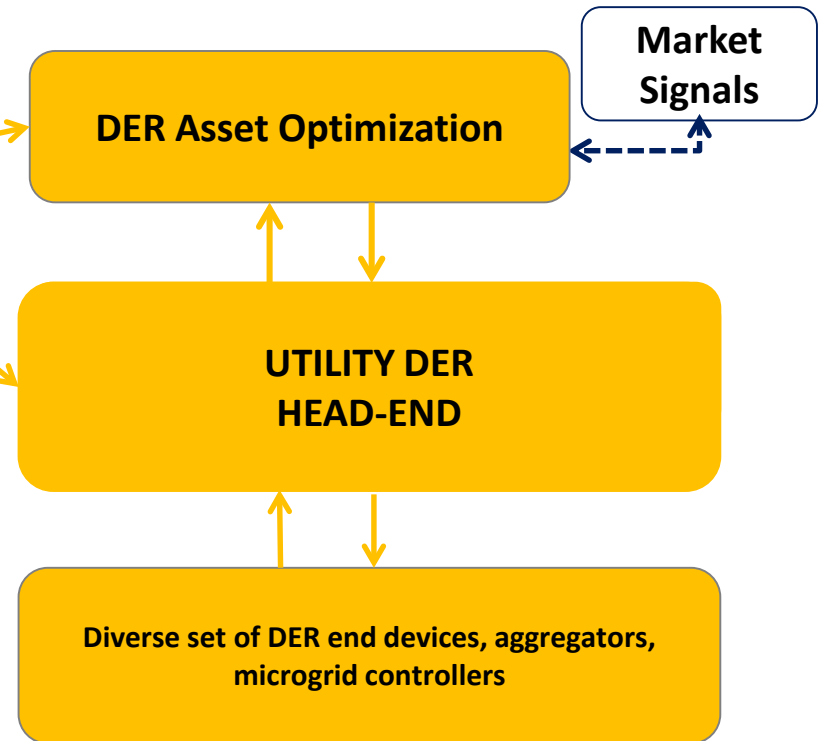 Market
Signals
DER Asset Optimization
UTILITY DER
HEAD-END
Diverse set of DER end devices, aggregators,
microgrid controllers